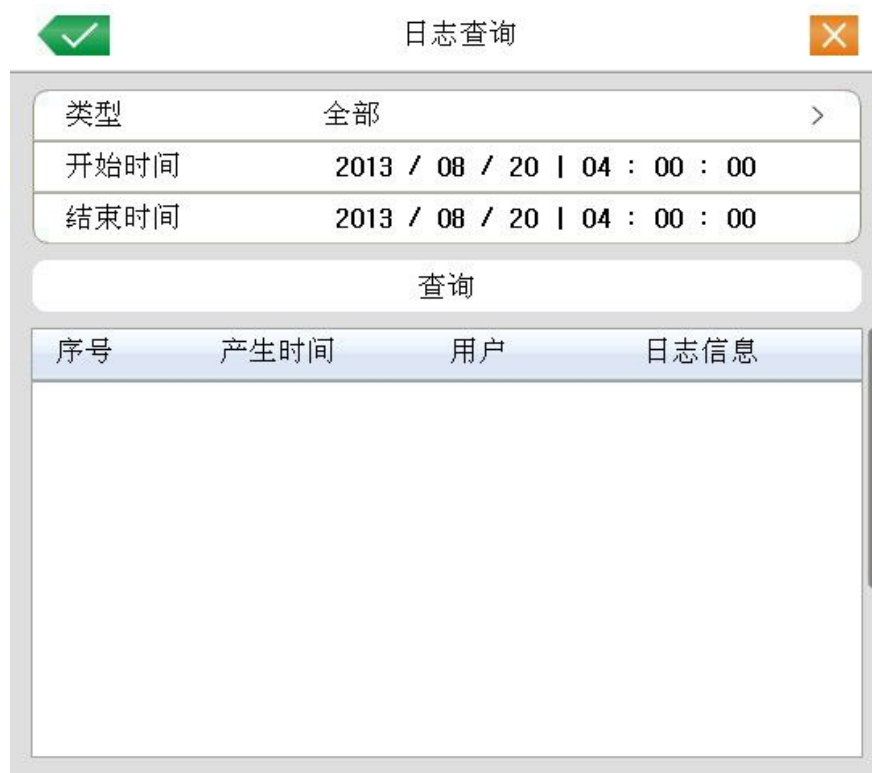 日志查询
类型 全部 >
开始时间 2013 / 08 / 20 | 04 : 00 : 00
结束时间 2013 / 08 / 20 | 04 : 00 : 00
查询
序号 产生时间 用户 日志信息